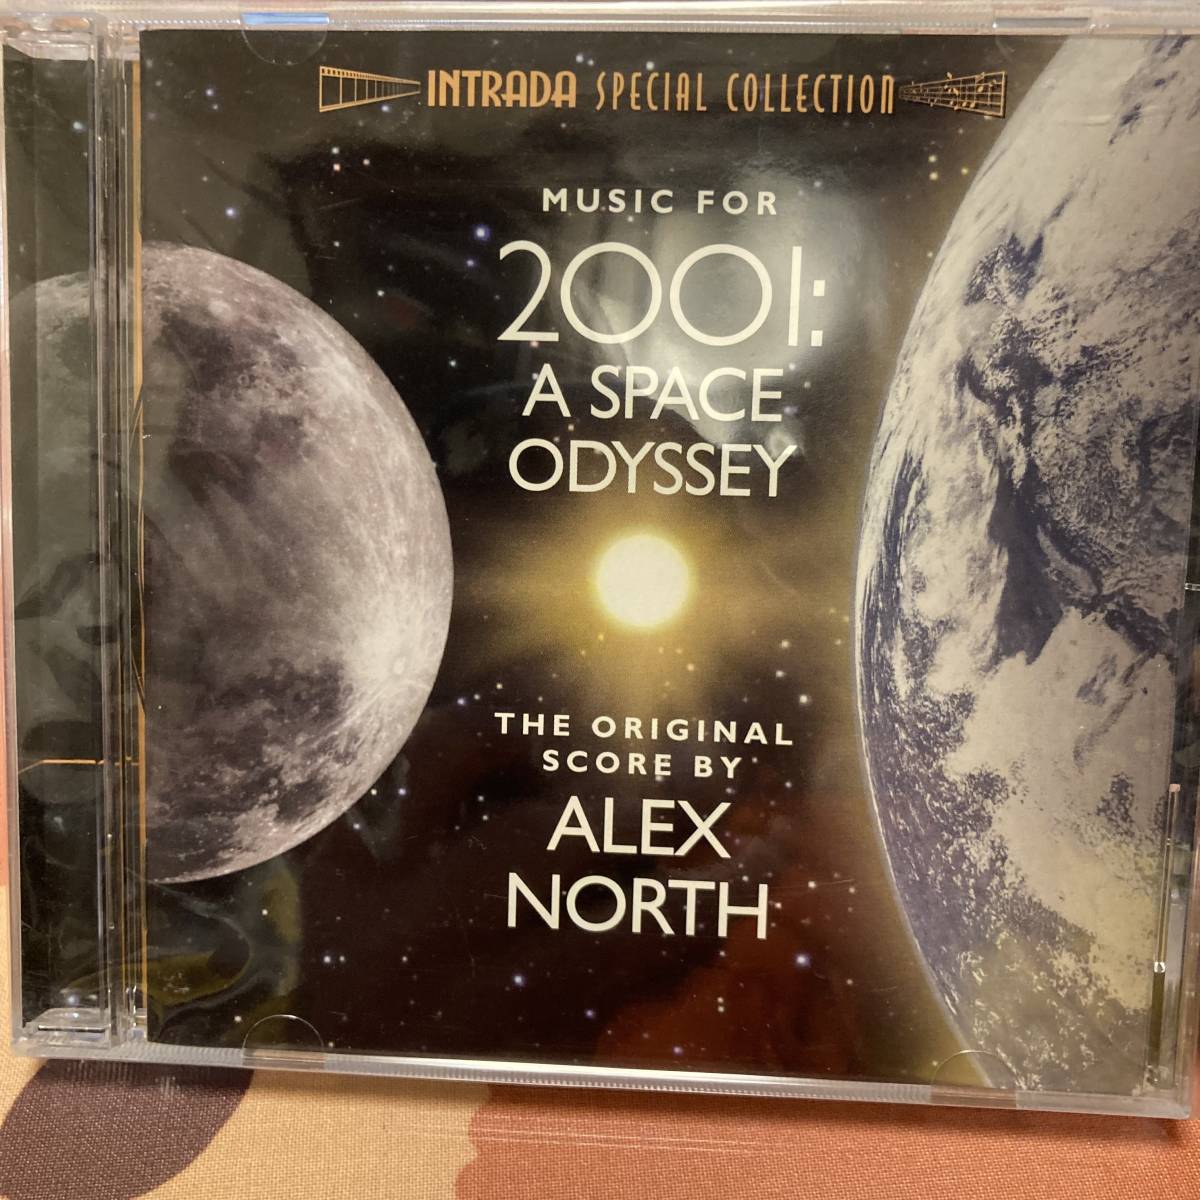 INTRADA SPECIAL COLLECTION
MUSIC FOR
2001:
A SPACE
ODYSSEY
THE ORIGINAL
SCORE BY
ALEX
NORTH